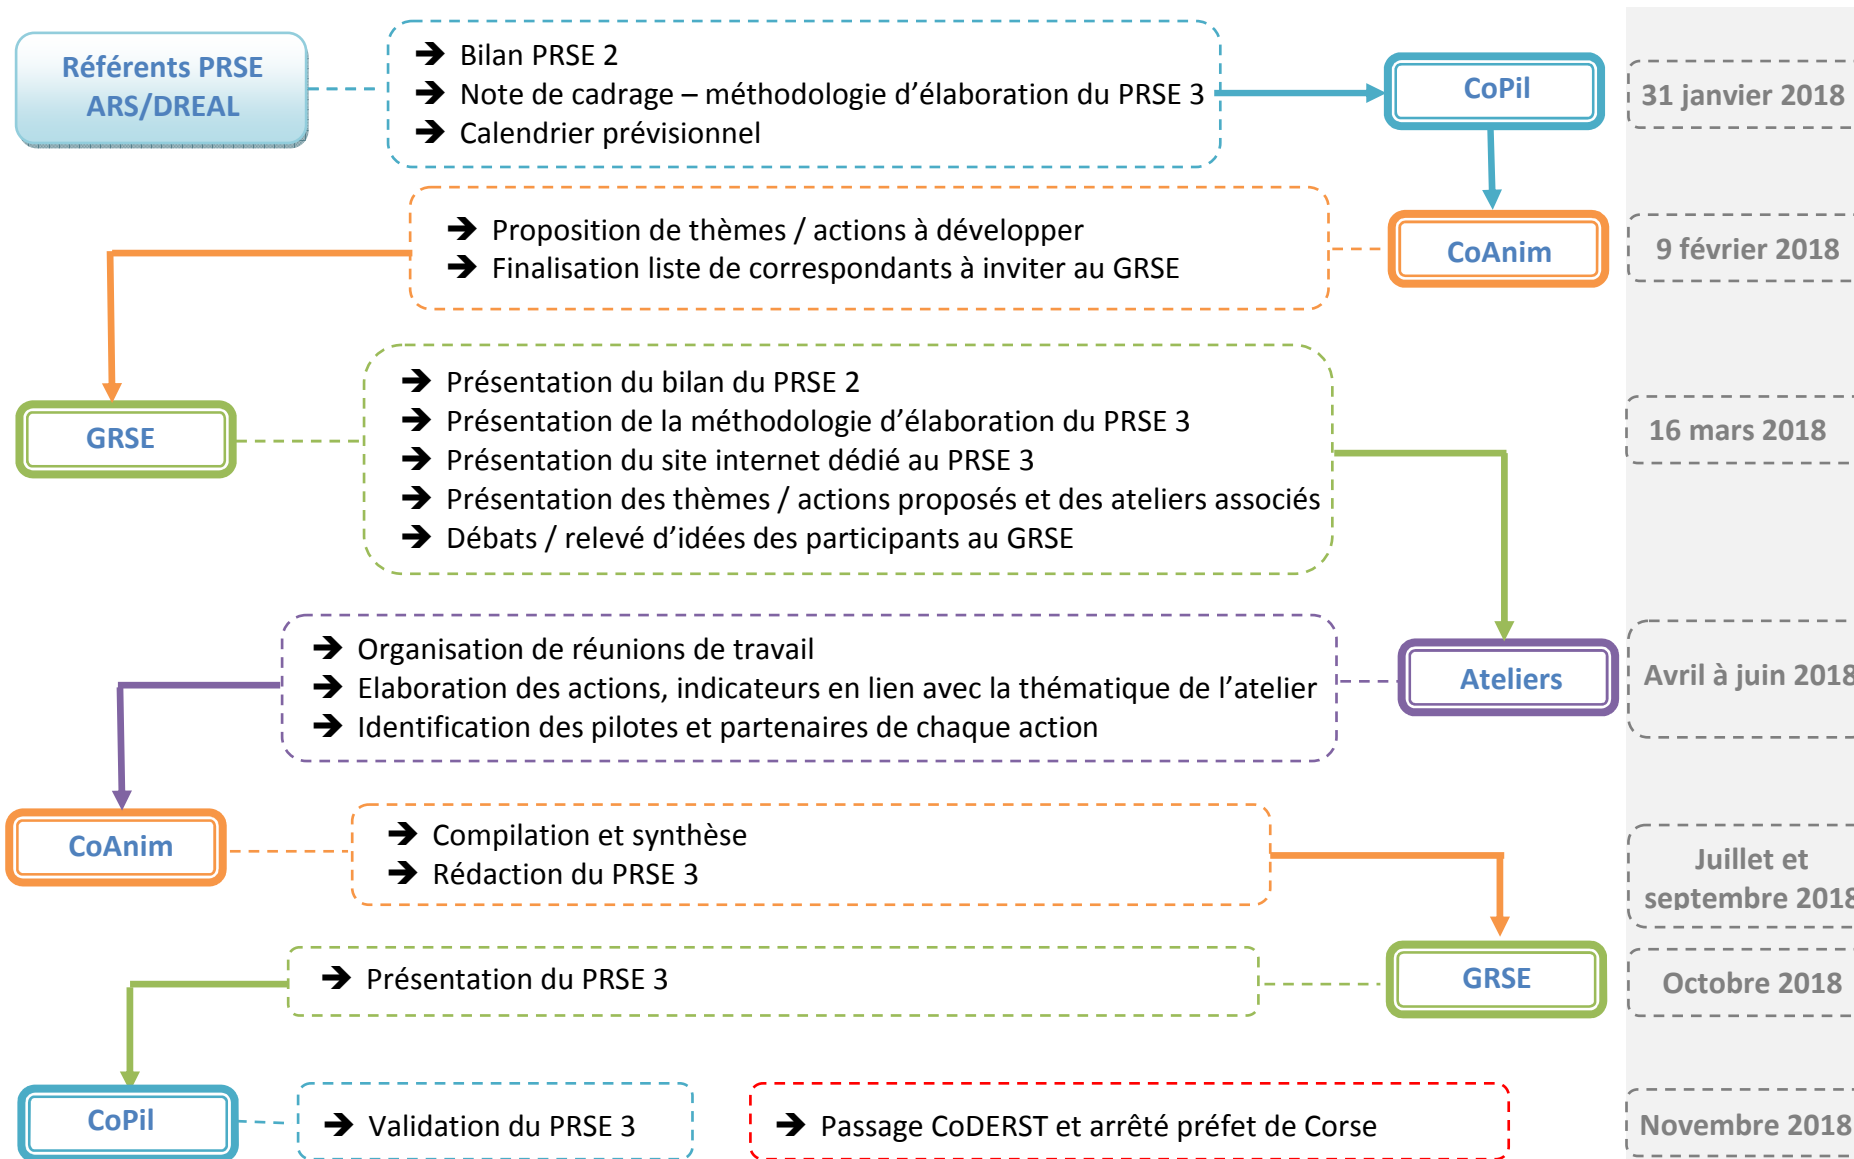 Référents PRSE
ARS/DREAL
➔ Bilan PRSE 2
➔ Note de cadrage – méthodologie d'élaboration du PRSE 3
➔ Calendrier prévisionnel
CoPil
31 janvier 2018
➔ Proposition de thèmes / actions à développer
➔ Finalisation liste de correspondants à inviter au GRSE
CoAnim
9 février 2018
GRSE
➔ Présentation du bilan du PRSE 2
➔ Présentation de la méthodologie d'élaboration du PRSE 3
➔ Présentation du site internet dédié au PRSE 3
➔ Présentation des thèmes / actions proposés et des ateliers associés
➔ Débats / relevé d'idées des participants au GRSE
16 mars 2018
➔ Organisation de réunions de travail
➔ Elaboration des actions, indicateurs en lien avec la thématique de l'atelier
➔ Identification des pilotes et partenaires de chaque action
Ateliers
Avril à juin 2018
CoAnim
➔ Compilation et synthèse
➔ Rédaction du PRSE 3
Juillet et
septembre 2018
➔ Présentation du PRSE 3
GRSE
Octobre 2018
CoPil
➔ Validation du PRSE 3
➔ Passage CoDERST et arrêté préfet de Corse
Novembre 2018